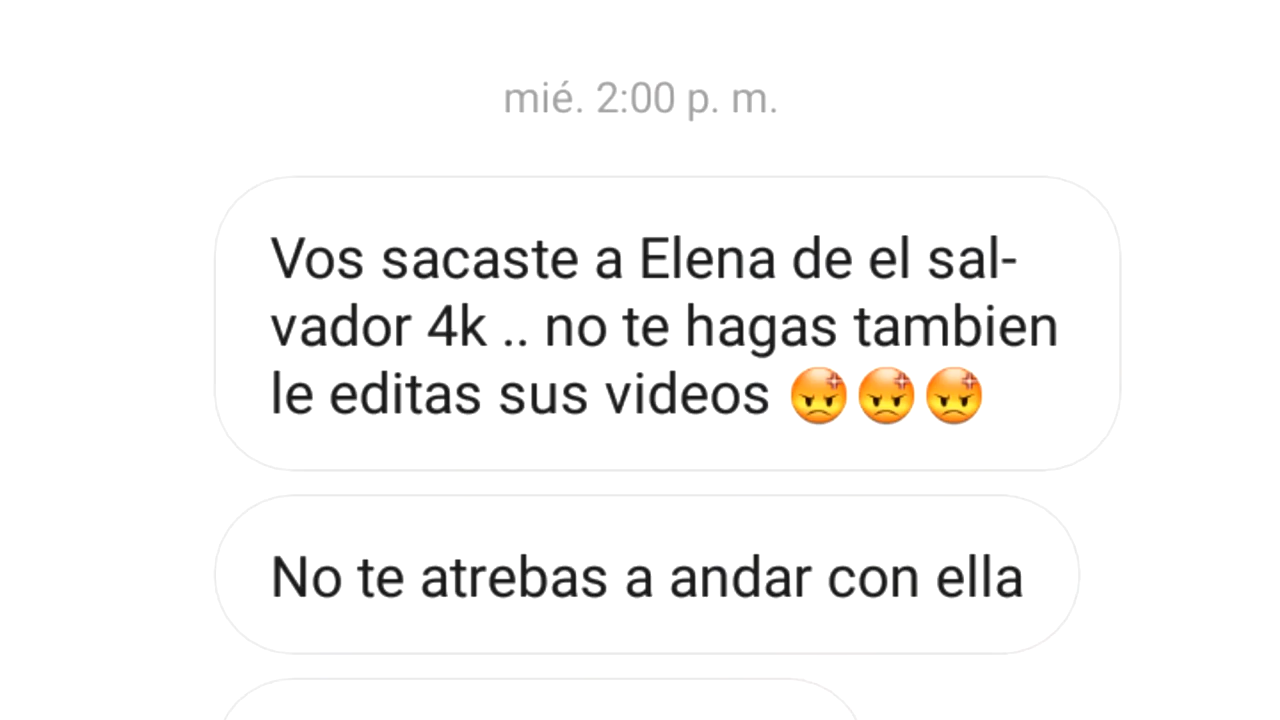 mié. 2:00 p. m.
Vos sacaste a Elena de el sal-
vador 4k .. no te hagas tambien
le editas sus videos 😡😡😡
No te atrebas a andar con ella